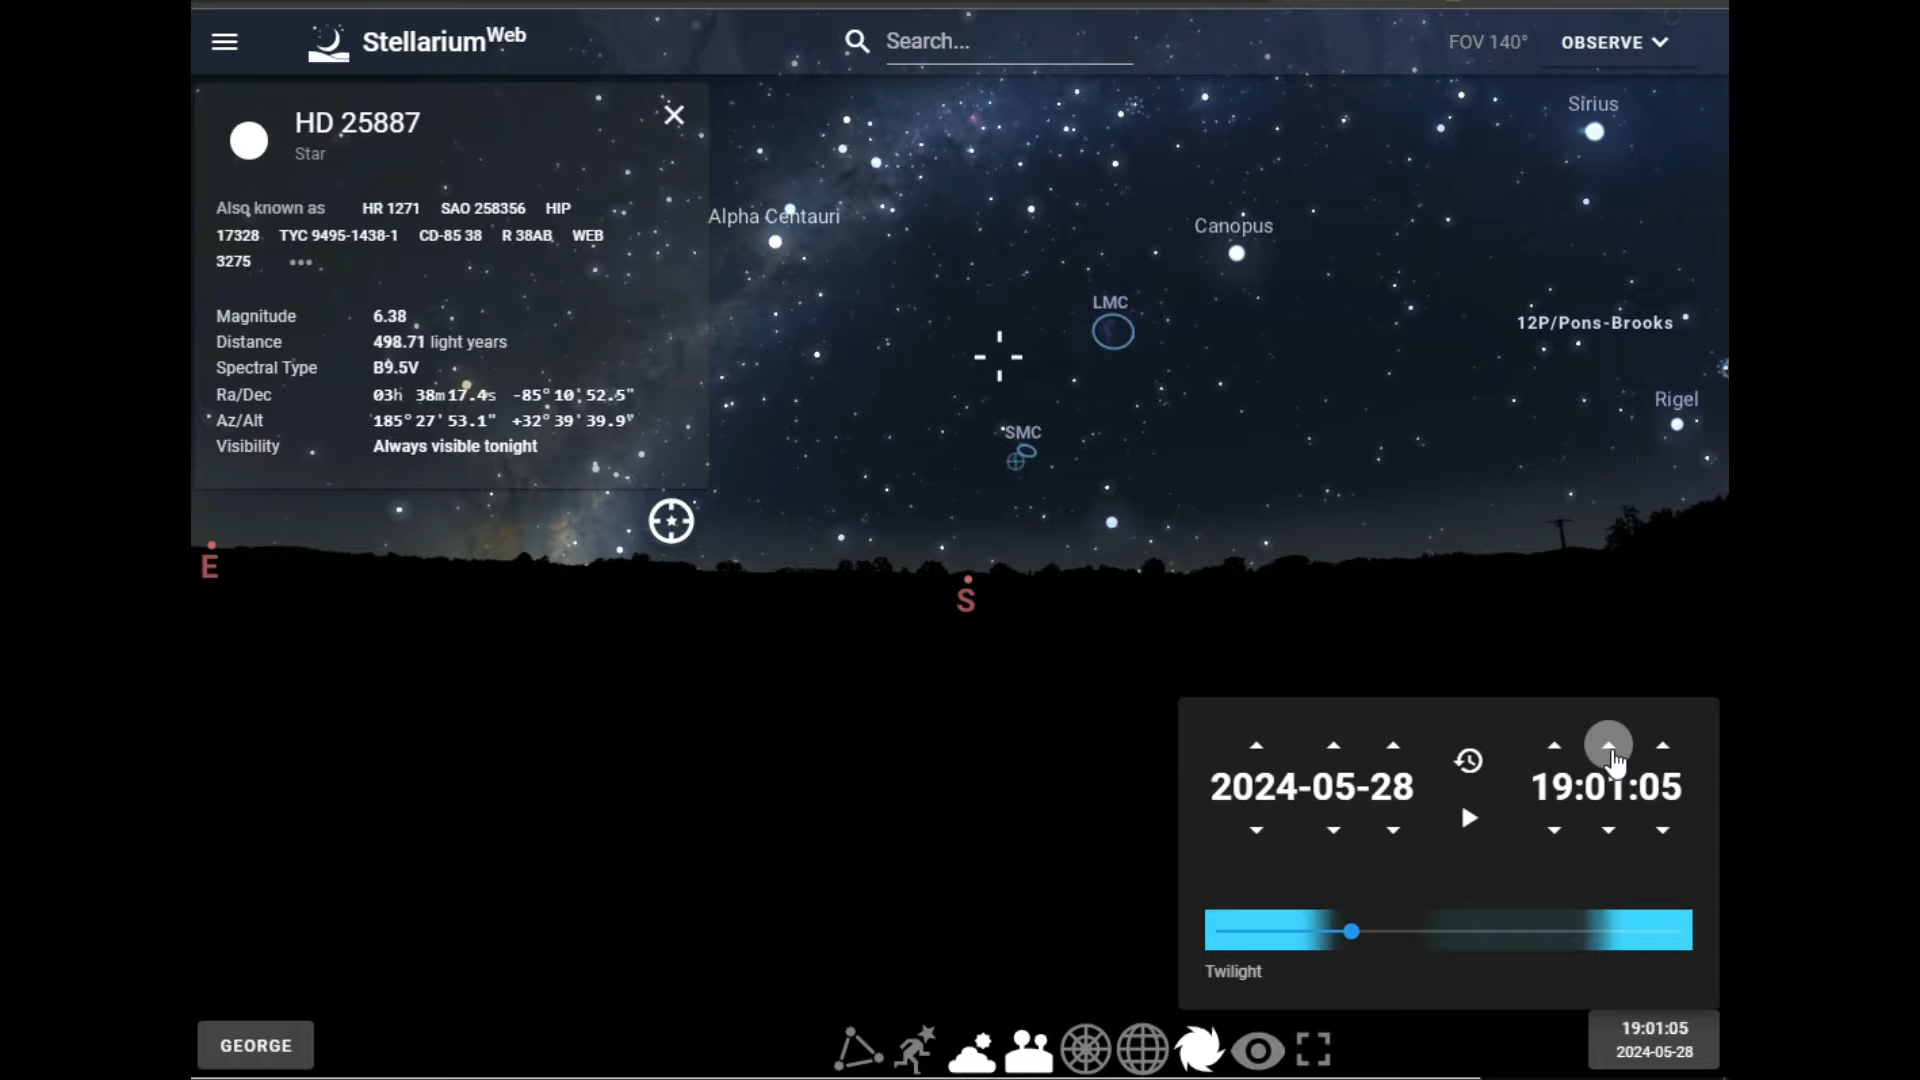 StellariumWeb
Search...
FOV 140°
OBSERVE
HD 25887
Star
Also known as HR 1271 SAO 258356 HIP
17328 TYC 9495-1438-1 CD-85 38 R 38AB WEB
3275 •••
Magnitude 6.38
Distance 498.71 light years
Spectral Type B9.5V
Ra/Dec 03h 38m17.4s -85°10'52.5"
Az/Alt 185°27'53.1" +32°39'39.9"
Visibility Always visible tonight
Sirius
Alpha Centauri
Canopus
LMC
12P/Pons-Brooks
Rigel
SMC
E
S
2024-05-28
19:01:05
Twilight
GEORGE
19:01:05
2024-05-28